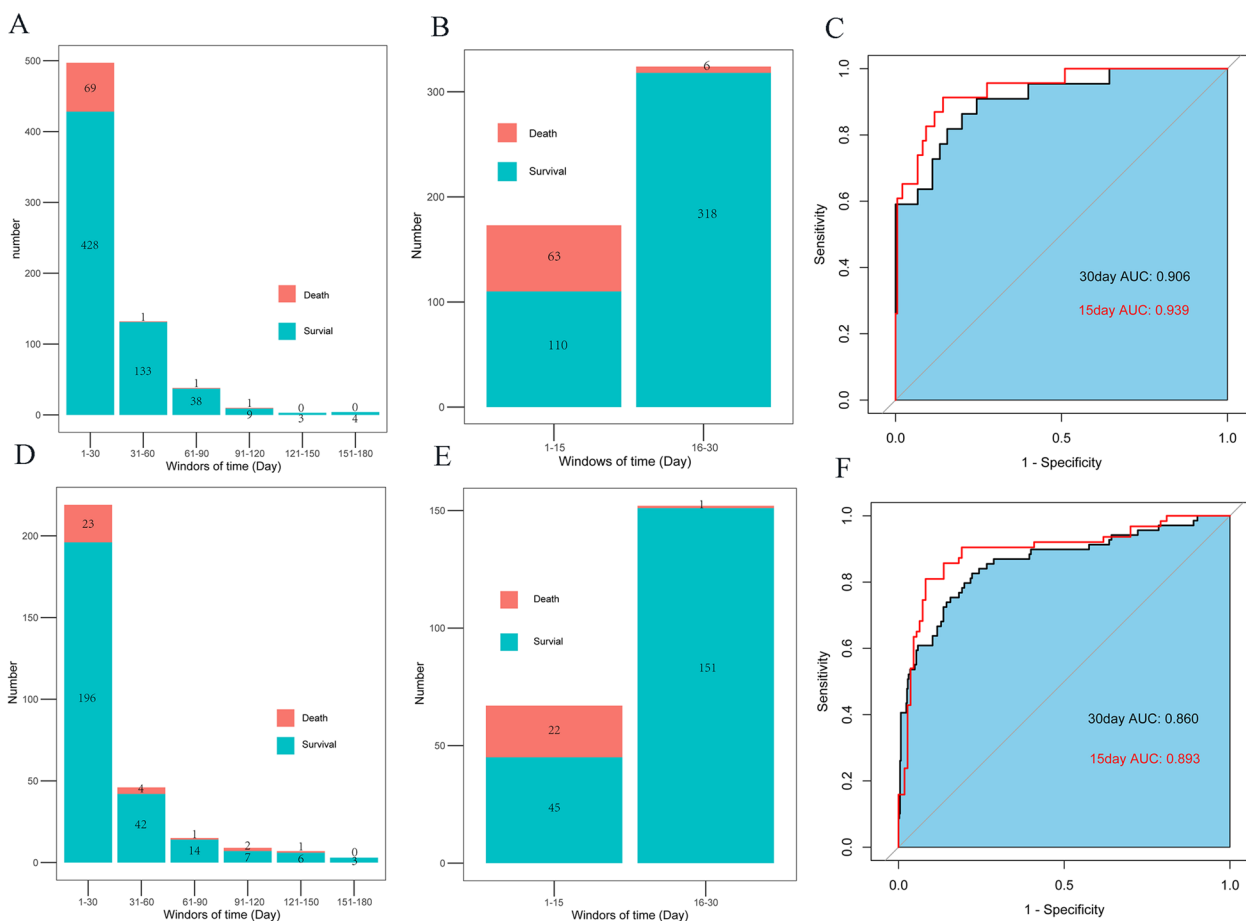 A
500
400
300
200
100
0
number
69
428
1
133
1
38
1
9
0
3
0
4
Death
Survial
1-30
31-60
61-90
91-120
121-150
151-180
Windors of time (Day)
B
300
200
100
0
Number
6
318
63
110
Death
Survival
1-15
16-30
Windows of time (Day)
C
1.0
0.8
0.6
0.4
0.2
0.0
Sensitivity
30day AUC: 0.906
15day AUC: 0.939
0.0
0.5
1.0
1 - Specificity
D
200
150
100
50
0
Number
23
196
4
42
1
14
2
7
1
6
0
3
Death
Survial
1-30
31-60
61-90
91-120
121-150
151-180
Windors of time (Day)
E
150
100
50
0
Number
1
151
22
45
Death
Survial
1-15
16-30
Windors of time (Day)
F
1.0
0.8
0.6
0.4
0.2
0.0
Sensitivity
30day AUC: 0.860
15day AUC: 0.893
0.0
0.5
1.0
1 - Specificity